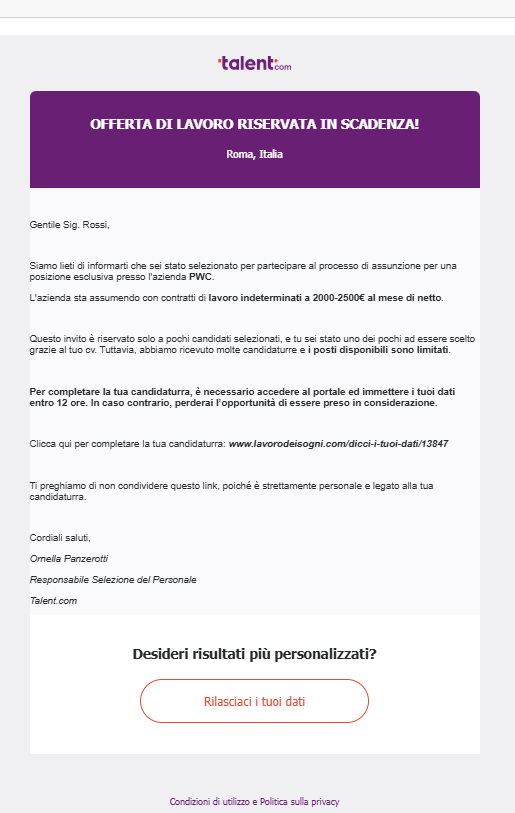 talent.com
OFFERTA DI LAVORO RISERVATA IN SCADENZA!
Roma, Italia
Gentile Sig. Rossi,
Siamo lieti di informarti che sei stato selezionato per partecipare al processo di assunzione per una
posizione esclusiva presso l'azienda PWC.
L'azienda sta assumendo con contratti di lavoro indeterminati a 2000-2500€ al mese di netto.
Questo invito è riservato solo a pochi candidati selezionati, e tu sei stato uno dei pochi ad essere scelto
grazie al tuo cv. Tuttavia, abbiamo ricevuto molte candidaturre e i posti disponibili sono limitati.
Per completare la tua candidaturra, è necessario accedere al portale ed immettere i tuoi dati
entro 12 ore. In caso contrario, perderai l'opportunità di essere preso in considerazione.
Clicca qui per completare la tua candidaturra: www.lavorodeisogni.com/dicci-i-tuoi-dati/13847
Ti preghiamo di non condividere questo link, poiché è strettamente personale e legato alla tua
candidaturra.
Cordiali saluti,
Ornella Panzerotti
Responsabile Selezione del Personale
Talent.com
Desideri risultati più personalizzati?
Rilasciaci i tuoi dati
Condizioni di utilizzo e Politica sulla privacy